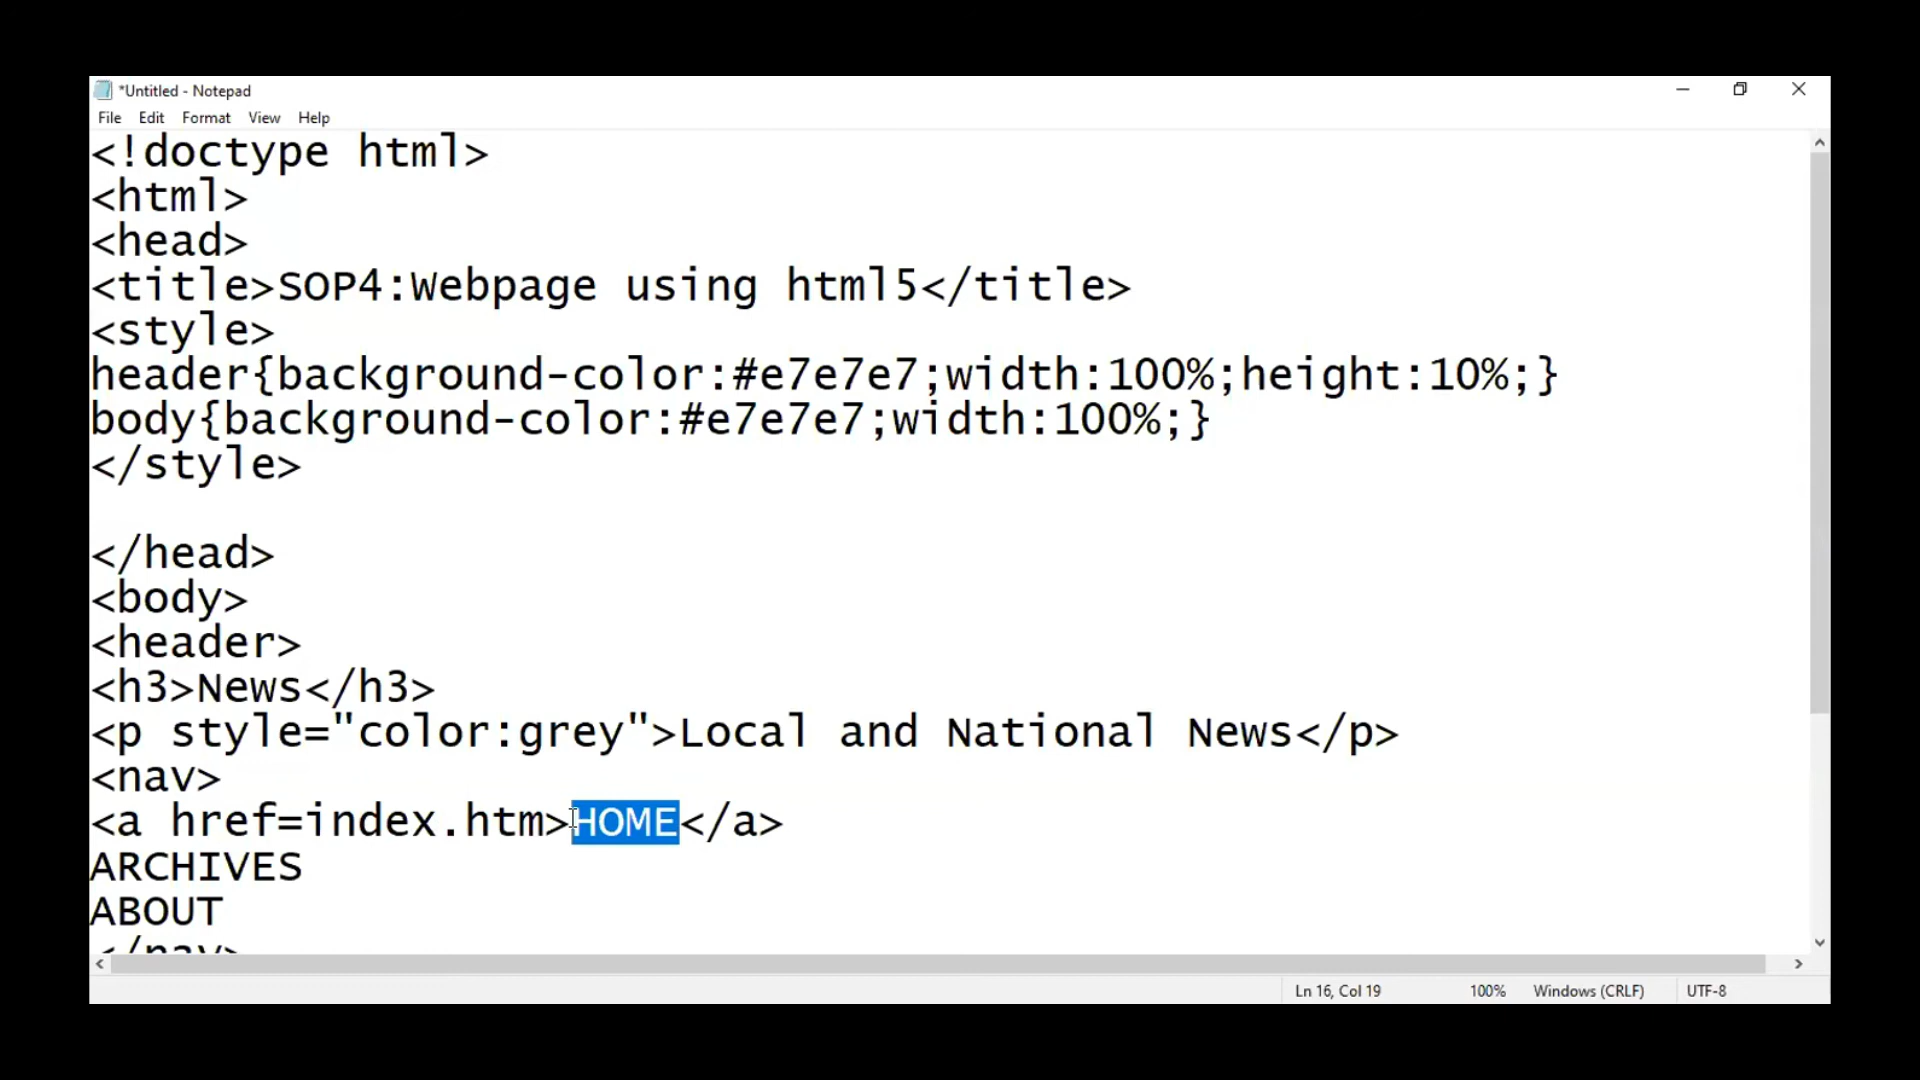 *Untitled - Notepad
File Edit Format View Help
<!doctype html>
<html>
<head>
<title>SOP4:Webpage using html5</title>
<style>
header{background-color:#e7e7e7;width:100%;height:10%;}
body{background-color:#e7e7e7;width:100%;}
</style>
</head>
<body>
<header>
<h3>News</h3>
<p style="color:grey">Local and National News</p>
<nav>
<a href=index.htm>HOME</a>
ARCHIVES
ABOUT
</nav>
Ln 16, Col 19 100% Windows (CRLF) UTF-8